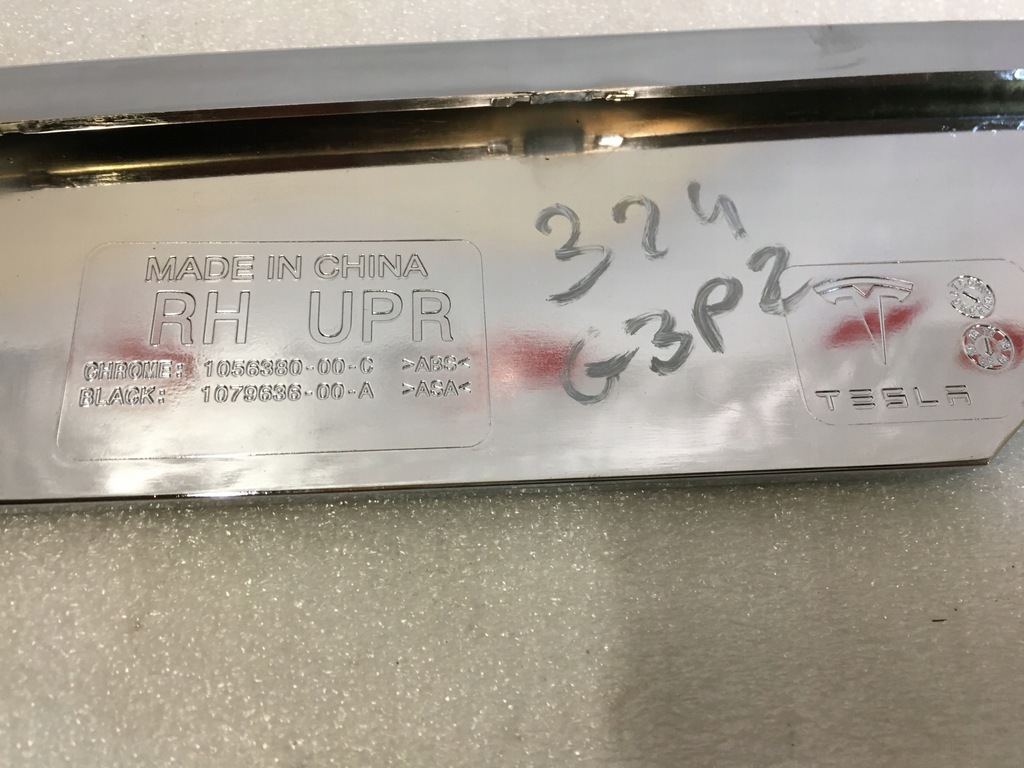 MADE IN CHINA
RH UPR
CHROME: 1056380-00-C >ABS<
BLACK: 1079636-00-A >ASA<
324
G3P2
TESLA